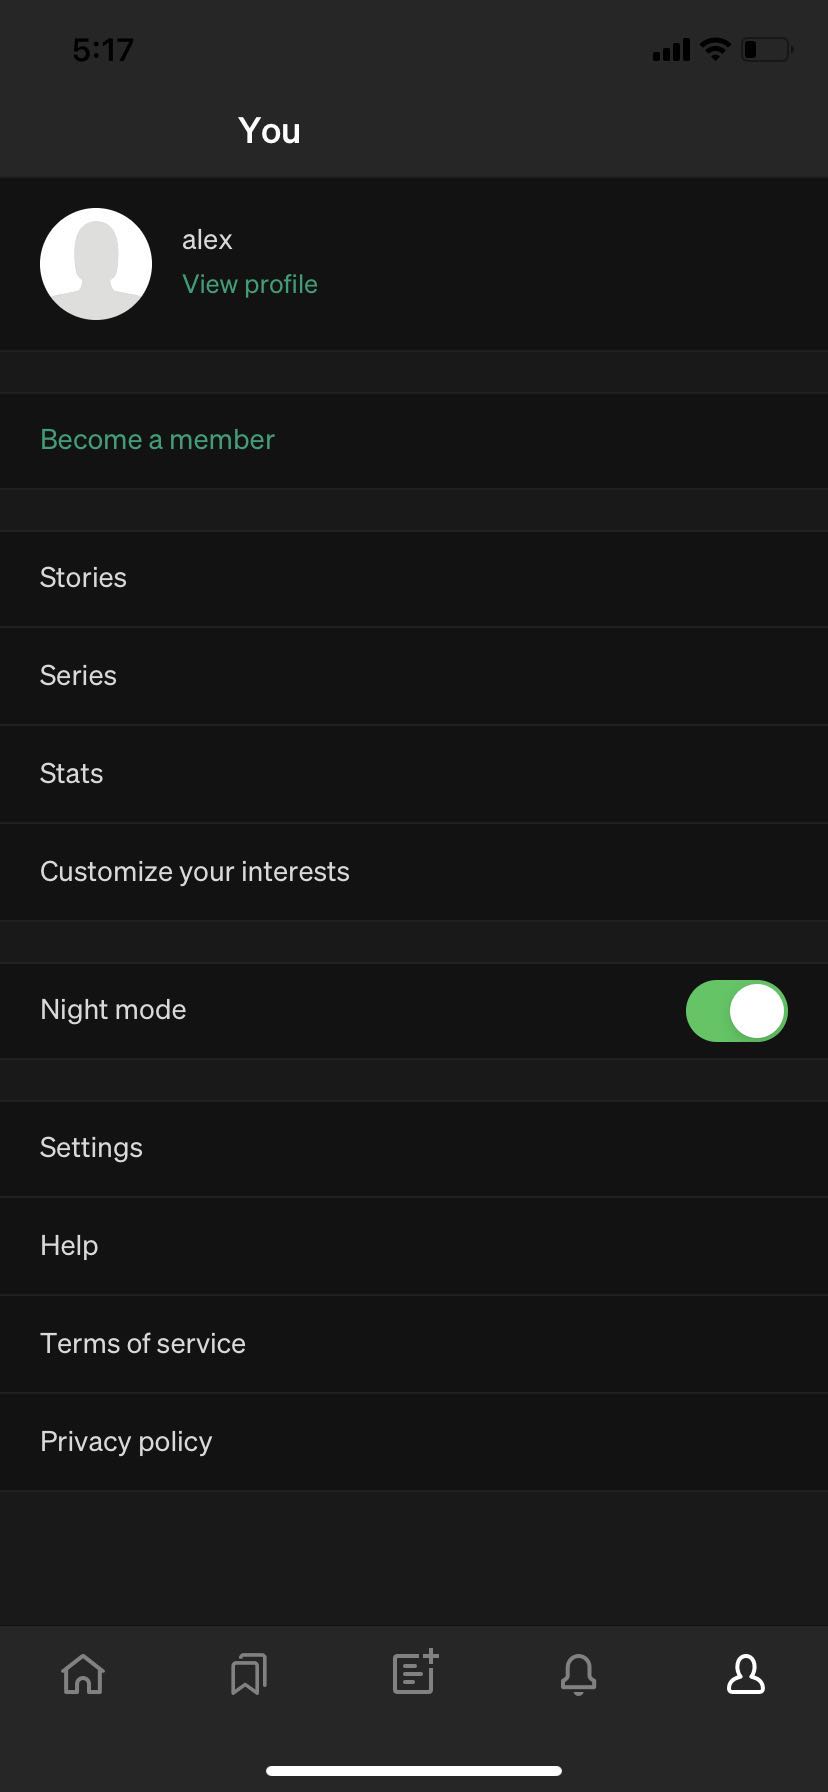 5:17
You
alex
View profile
Become a member
Stories
Series
Stats
Customize your interests
Night mode
Settings
Help
Terms of service
Privacy policy